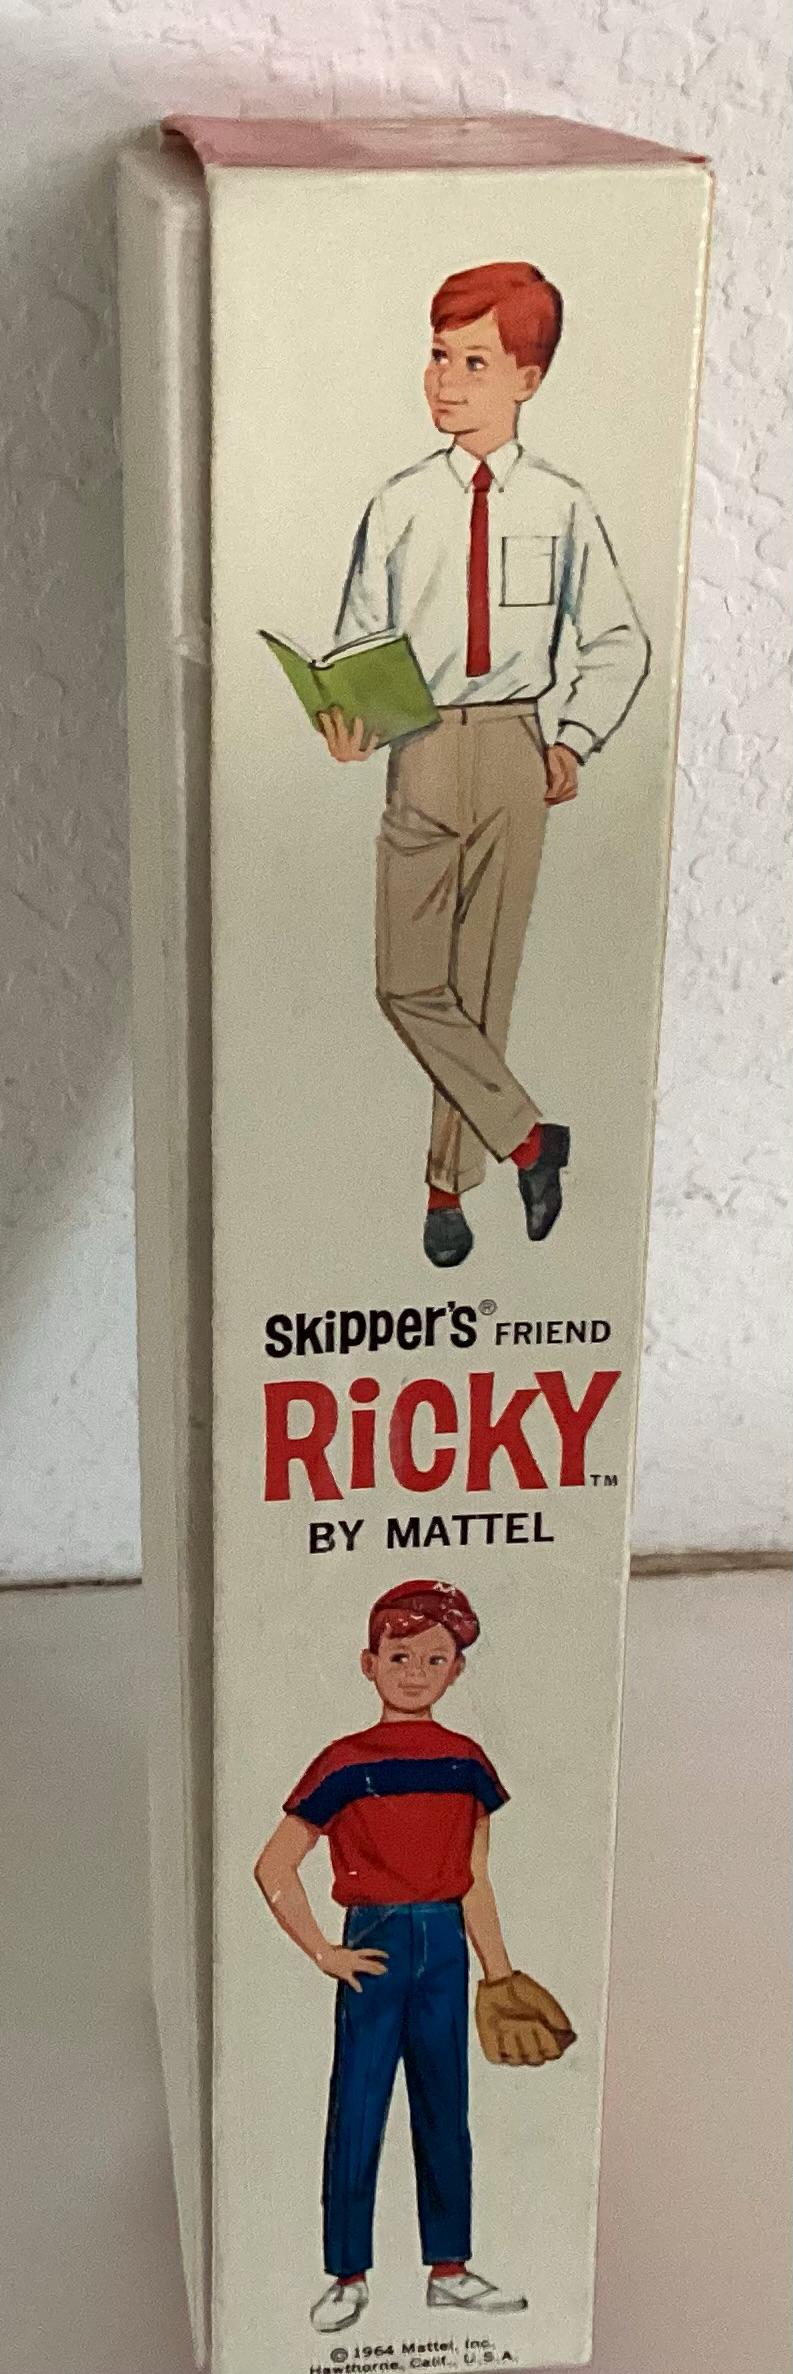 Skipper's® FRIEND
RiCKY™
BY MATTEL
© 1964 Mattel, Inc.
Hawthorne, Calif., U.S.A.